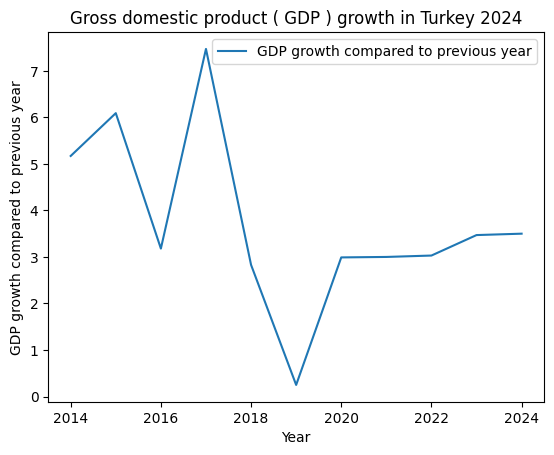 Gross domestic product ( GDP ) growth in Turkey 2024
GDP growth compared to previous year
GDP growth compared to previous year
7
6
5
4
3
2
1
0
2014 2016 2018 2020 2022 2024
Year